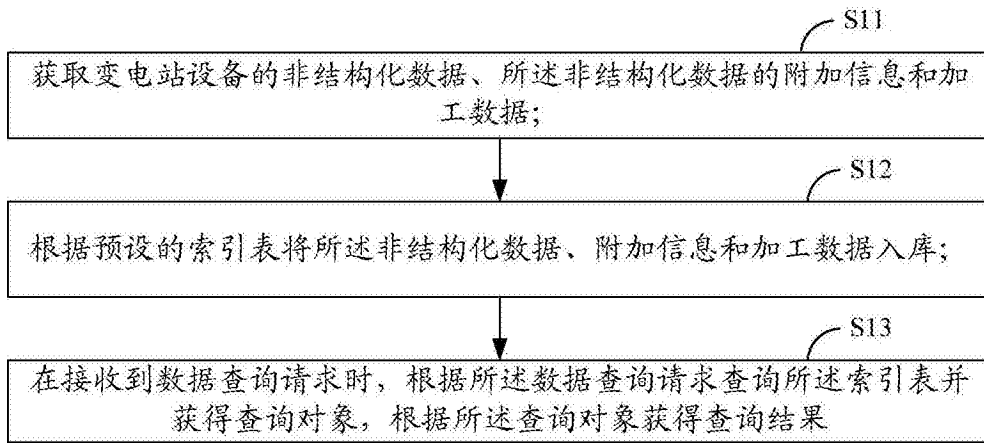 S11
获取变电站设备的非结构化数据、所述非结构化数据的附加信息和加
工数据;
S12
根据预设的索引表将所述非结构化数据、附加信息和加工数据入库;
S13
在接收到数据查询请求时，根据所述数据查询请求查询所述索引表并
获得查询对象，根据所述查询对象获得查询结果